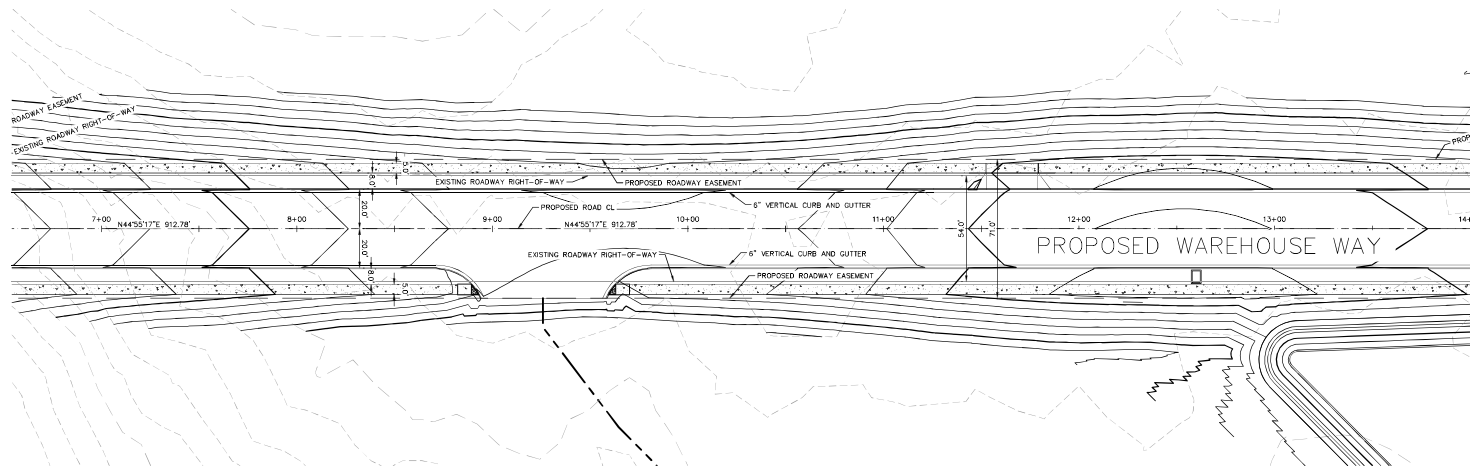 ROADWAY EASEMENT
EXISTING ROADWAY RIGHT-OF-WAY
PROP
5.0'
8.0'
EXISTING ROADWAY RIGHT-OF-WAY
PROPOSED ROADWAY EASEMENT
20.0'
PROPOSED ROAD CL
6" VERTICAL CURB AND GUTTER
7+00
N44°55'17"E 912.78'
8+00
9+00
N44°55'17"E 912.78'
10+00
11+00
12+00
13+00
14+
54.0'
71.0'
PROPOSED WAREHOUSE WAY
20.0'
EXISTING ROADWAY RIGHT-OF-WAY
6" VERTICAL CURB AND GUTTER
8.0'
PROPOSED ROADWAY EASEMENT
5.0'